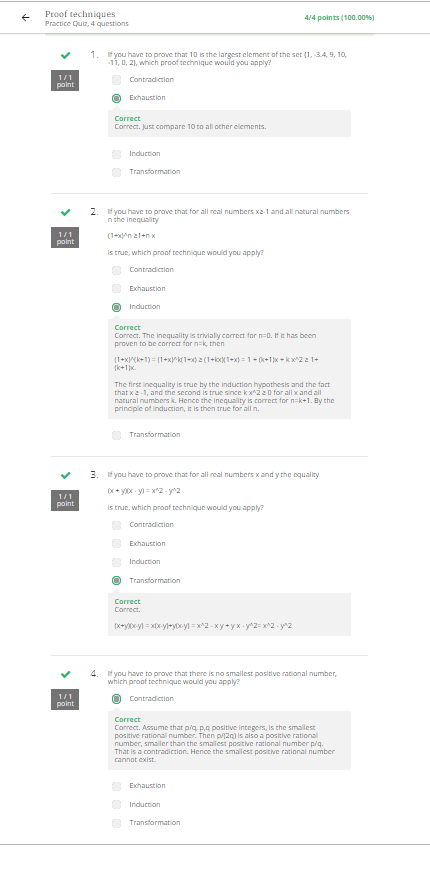 Proof techniques
4/4 points (100.00%)
Practice Quiz, 4 questions
1.
If you have to prove that 10 is the largest element of the set {1, -3.4, 9, 10,
-11, 0, 2}, which proof technique would you apply?
1 / 1
point
Contradiction
Exhaustion
Correct
Correct. Just compare 10 to all other elements.
Induction
Transformation
2.
If you have to prove that for all real numbers x≥-1 and all natural numbers
n the inequality
1 / 1
point
(1+x)^n ≥1+n x
is true, which proof technique would you apply?
Contradiction
Exhaustion
Induction
Correct
Correct. The inequality is trivially correct for n=0. If it has been
proven to be correct for n=k, then
(1+x)^(k+1) = (1+x)^k(1+x) ≥ (1+kx)(1+x) = 1 + (k+1)x + k x^2 ≥ 1+
(k+1)x.
The first inequality is true by the induction hypothesis and the fact
that x ≥ -1, and the second is true since k x^2 ≥ 0 for all x and all
natural numbers k. Hence the inequality is correct for n=k+1. By the
principle of induction, it is then true for all n.
Transformation
3.
If you have to prove that for all real numbers x and y the equality
1 / 1
point
(x + y)(x - y) = x^2 - y^2
is true, which proof technique would you apply?
Contradiction
Exhaustion
Induction
Transformation
Correct
Correct.
(x+y)(x-y) = x(x-y)+y(x-y) = x^2 - x y + y x - y^2= x^2 - y^2
4.
If you have to prove that there is no smallest positive rational number,
which proof technique would you apply?
1 / 1
point
Contradiction
Correct
Correct. Assume that p/q, p,q positive integers, is the smallest
positive rational number. Then p/(2q) is also a positive rational
number, smaller than the smallest positive rational number p/q.
That is a contradiction. Hence the smallest positive rational number
cannot exist.
Exhaustion
Induction
Transformation